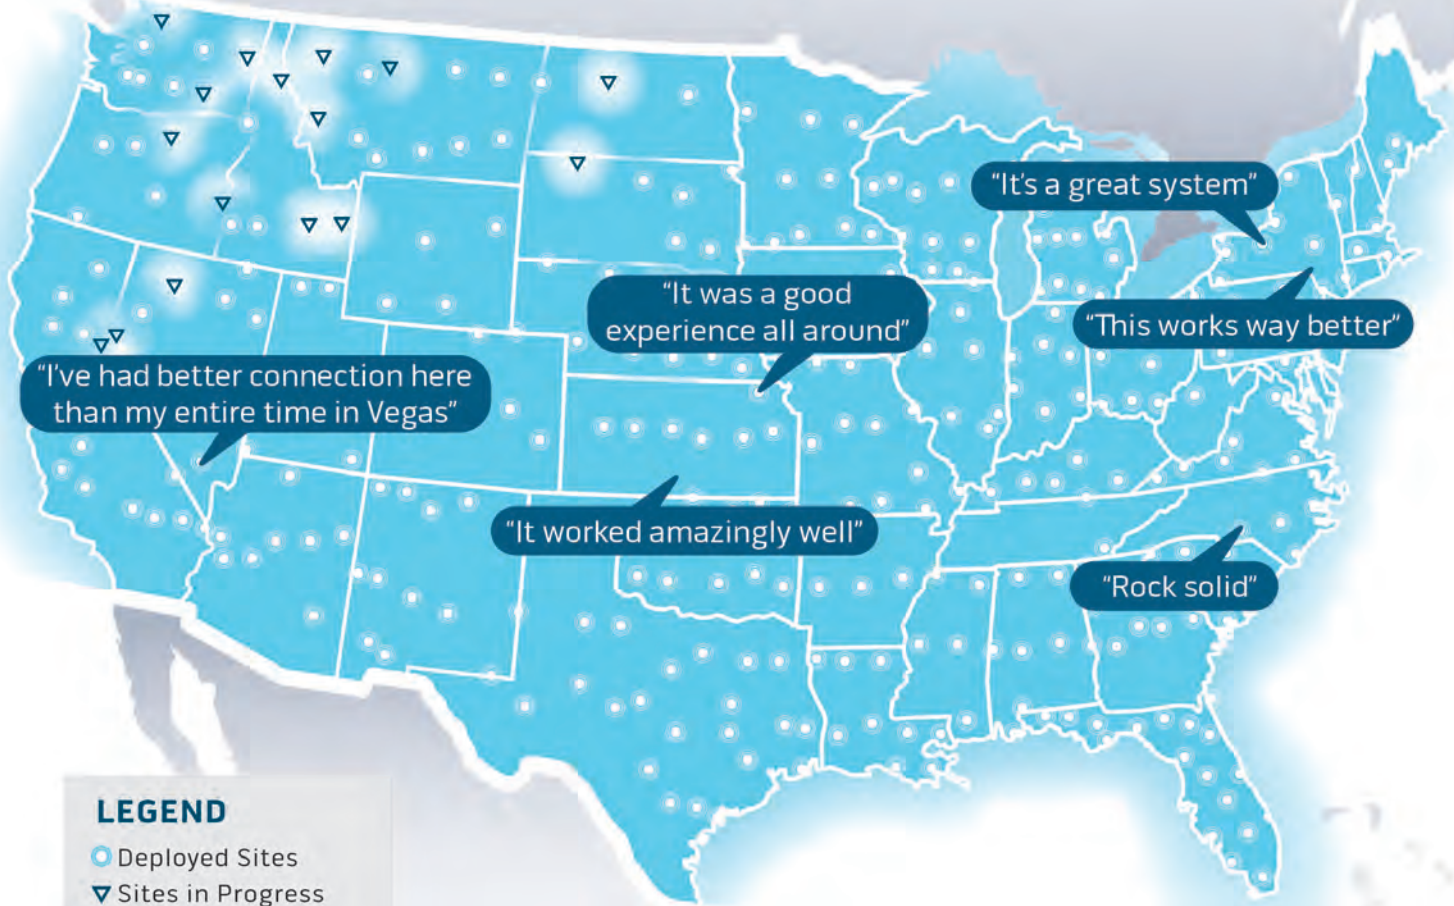 “It’s a great system”
“It was a good
experience all around”
“This works way better”
“I’ve had better connection here
than my entire time in Vegas”
“It worked amazingly well”
“Rock solid”
LEGEND
Deployed Sites
Sites in Progress